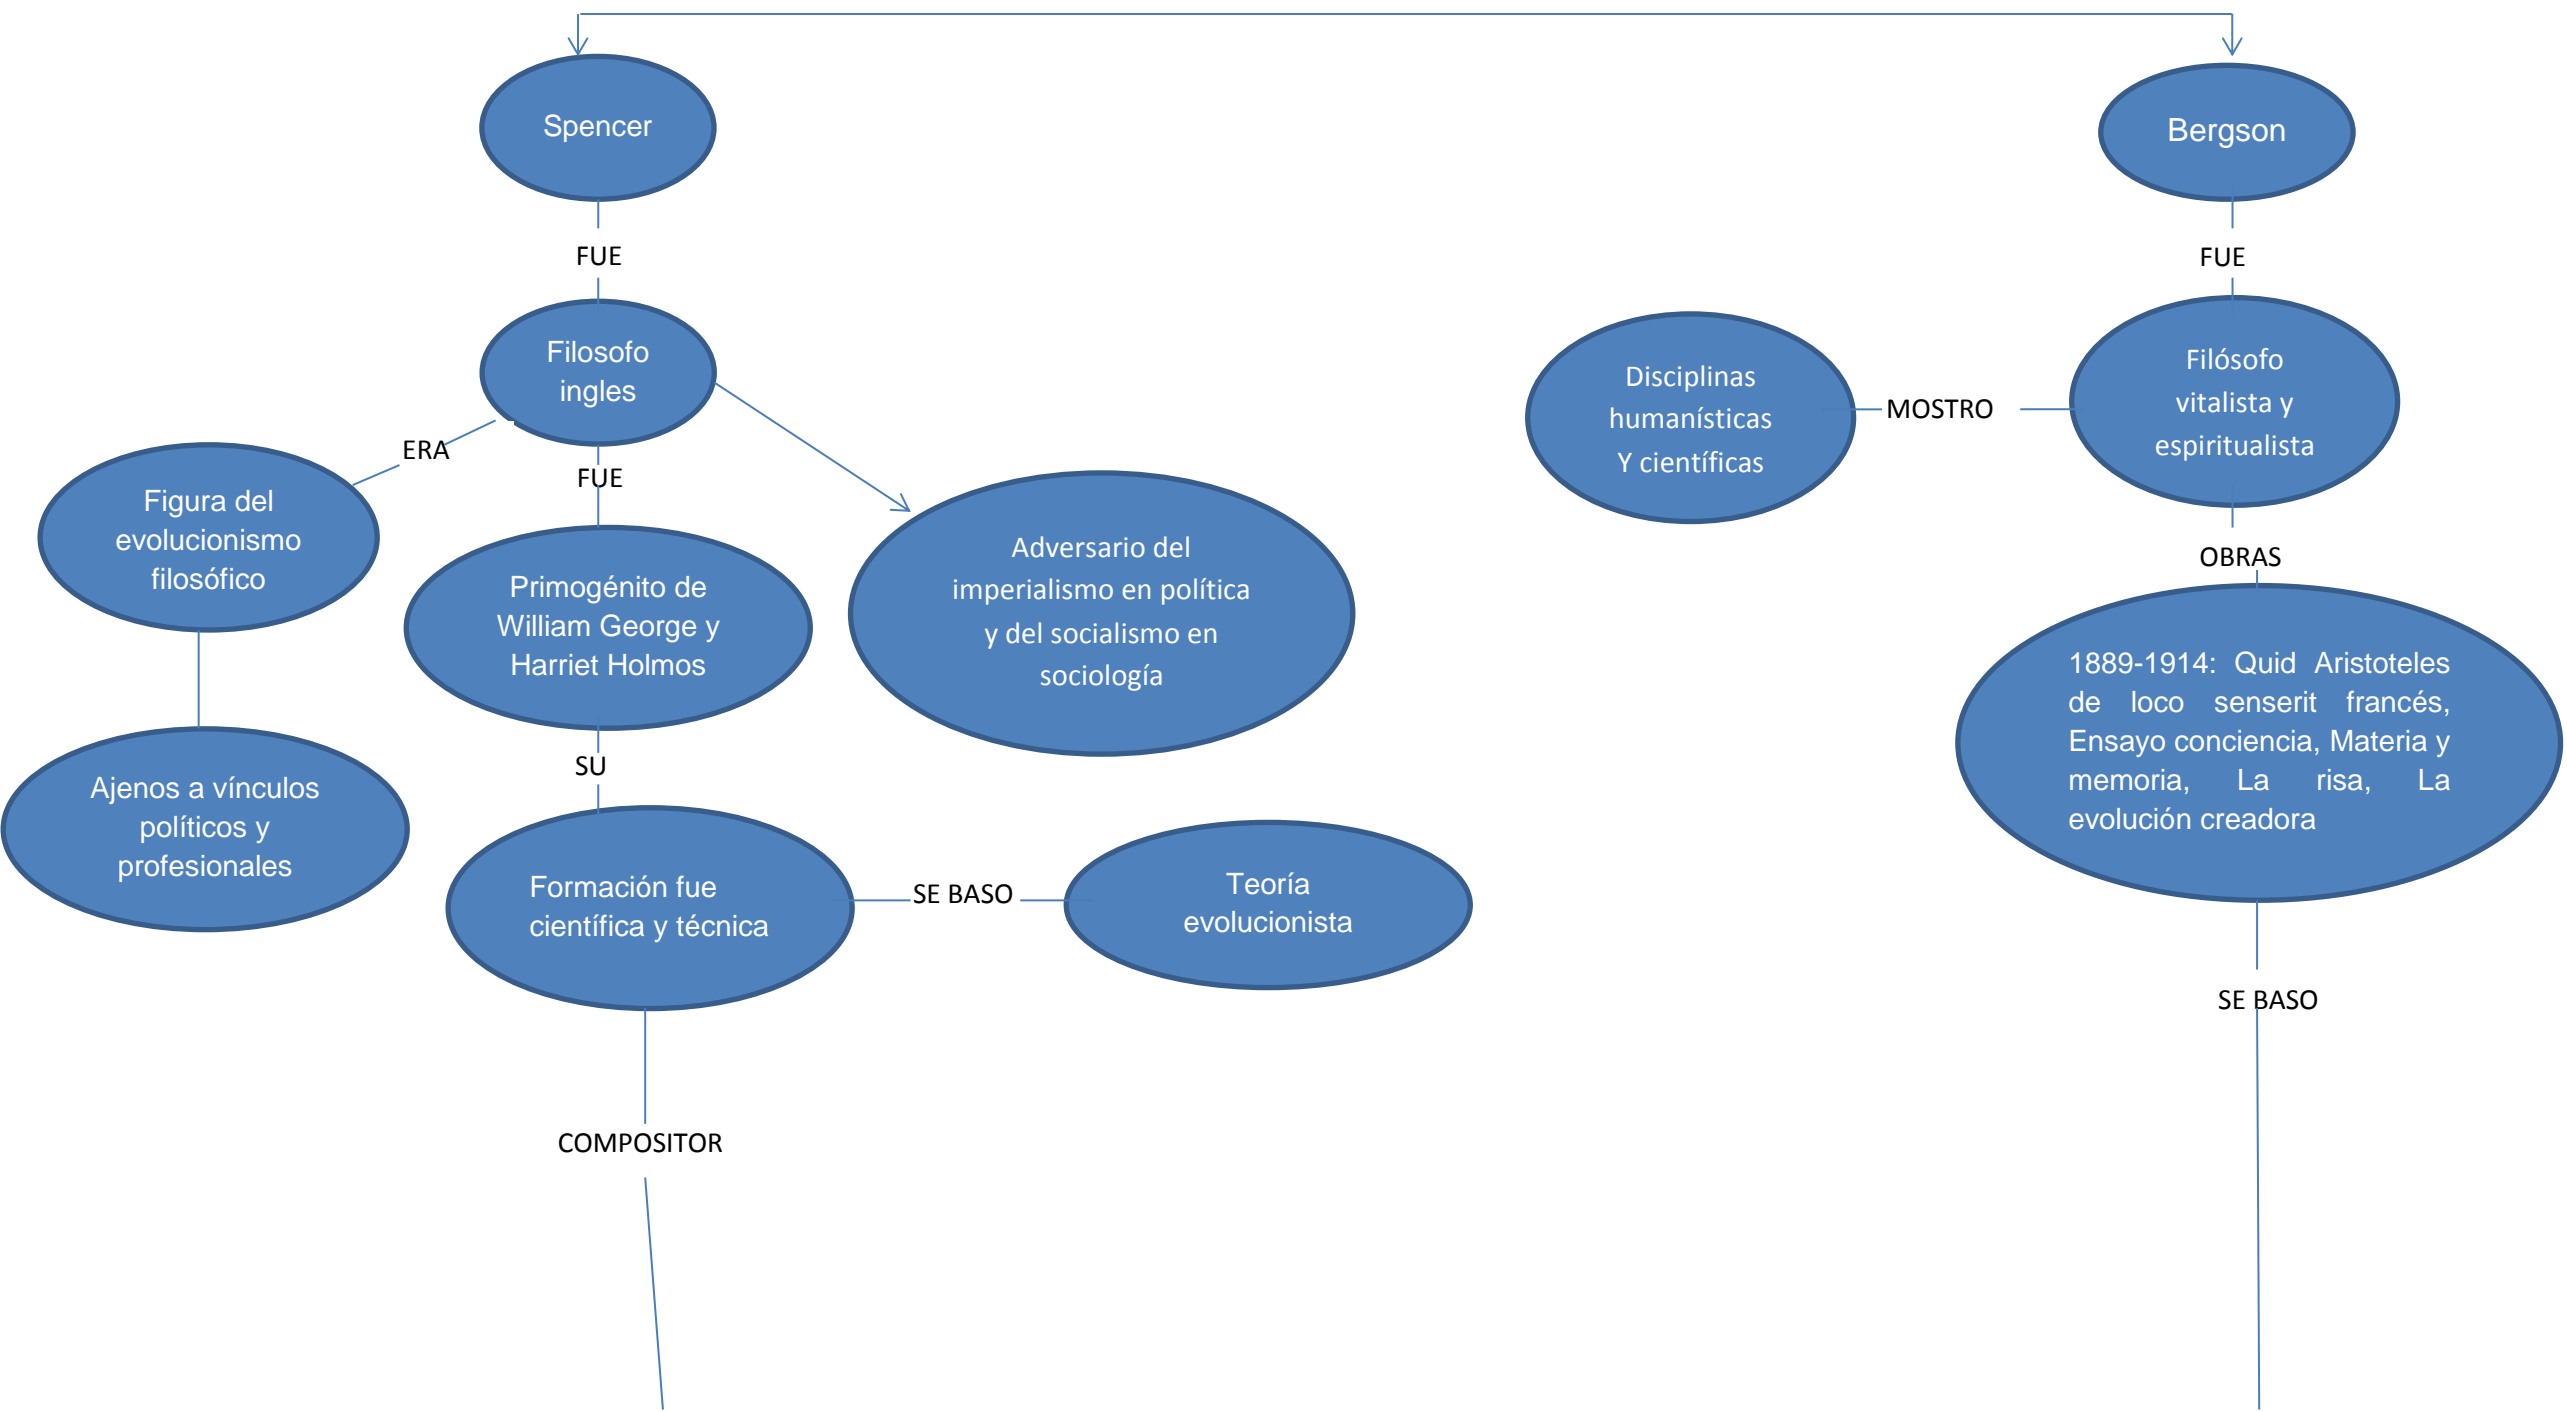 Spencer
Bergson
FUE
FUE
Filosofo
ingles
Disciplinas
humanísticas
Y científicas
MOSTRO
Filósofo
vitalista y
espiritualista
ERA
FUE
Figura del
evolucionismo
filosófico
Primogénito de
William George y
Harriet Holmos
Adversario del
imperialismo en política
y del socialismo en
sociología
OBRAS
1889-1914: Quid Aristoteles
de loco senserit francés,
Ensayo conciencia, Materia y
memoria, La risa, La
evolución creadora
SU
Ajenos a vínculos
políticos y
profesionales
Formación fue
científica y técnica
SE BASO
Teoría
evolucionista
SE BASO
COMPOSITOR